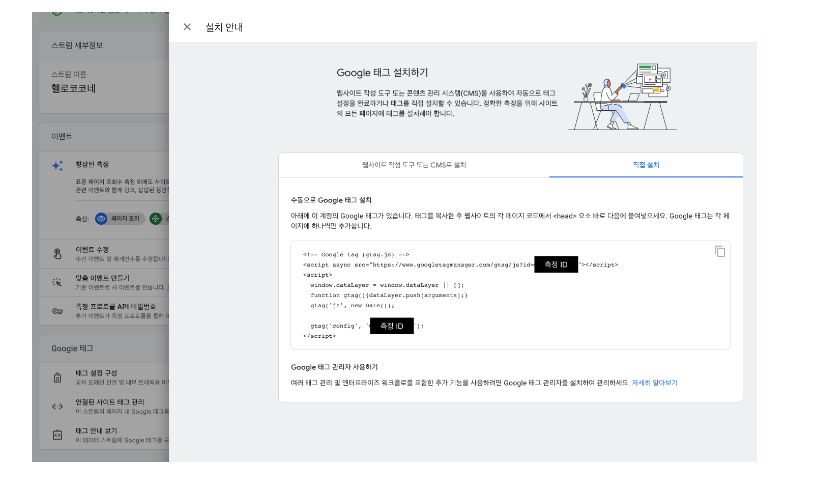 설치 안내
스트림 세부정보
스트림 이름
헬로코코네
이벤트
향상된 측정
표준 페이지 조회수 측정 외에도 사이트
관련 이벤트와 함께 링크, 삽입된 동영
측정:
페이지 조회
이벤트 수정
수신 이벤트 및 매개변수를 수정합니다
맞춤 이벤트 만들기
기존 이벤트로 새 이벤트를 만듭니다.
측정 프로토콜 API 비밀번호
추가 이벤트가 측정 프로토콜을 통해 이
Google 태그
태그 설정 구성
교차 도메인 연결 및 내부 트래픽을 비
연결된 사이트 태그 관리
이 스트림의 페이지 내 Google 태그를
태그 안내 보기
이 데이터 스트림에 Google 태그를 구
Google 태그 설치하기
웹사이트 작성 도구 또는 콘텐츠 관리 시스템(CMS)을 사용하여 자동으로 태그
설정을 완료하거나 태그를 직접 설치할 수 있습니다. 정확한 측정을 위해 사이트
의 모든 페이지에 태그를 설치해야 합니다.
웹사이트 작성 도구 또는 CMS로 설치
직접 설치
수동으로 Google 태그 설치
아래에 이 계정의 Google 태그가 있습니다. 태그를 복사한 후 웹사이트의 각 페이지 코드에서 <head> 요소 바로 다음에 붙여넣으세요. Google 태그는 각 페
이지에 하나씩만 추가합니다.
<!-- Google tag (gtag.js) -->
<script async src="https://www.googletagmanager.com/gtag/js?id= 측정 ID "></script>
<script>
window.dataLayer = window.dataLayer || [];
function gtag(){dataLayer.push(arguments);}
gtag('js', new Date());
gtag('config', ' 측정 ID ');
</script>
Google 태그 관리자 사용하기
여러 태그 관리 및 엔터프라이즈 워크플로를 포함한 추가 기능을 사용하려면 Google 태그 관리자를 설치하여 관리하세요. 자세히 알아보기